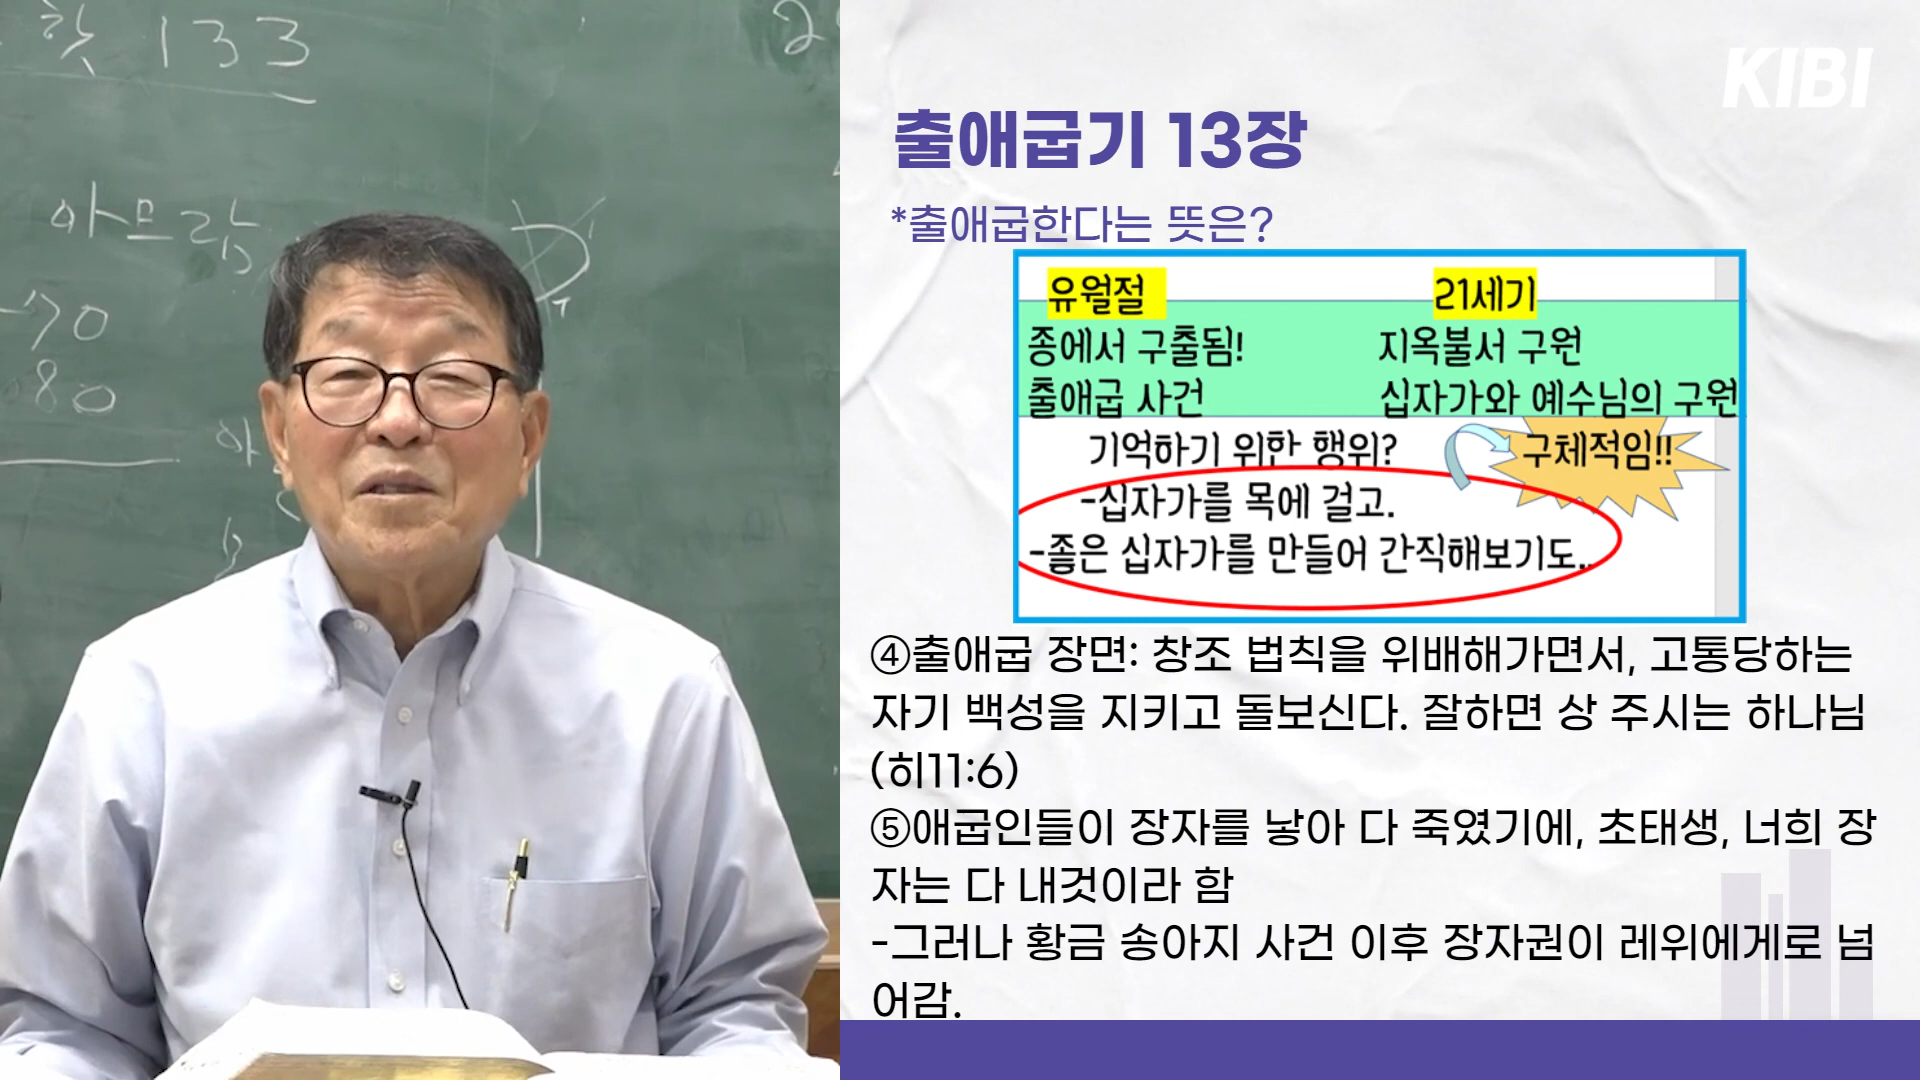 핫 133
아므람
70
80
아
KIBI
출애굽기 13장
*출애굽한다는 뜻은?
유월절 21세기
종에서 구출됨! 지옥불서 구원
출애굽 사건 십자가와 예수님의 구원
기억하기 위한 행위? 구체적임!!
-십자가를 목에 걸고.
-좋은 십자가를 만들어 간직해보기도..
④출애굽 장면: 창조 법칙을 위배해가면서, 고통당하는
자기 백성을 지키고 돌보신다. 잘하면 상 주시는 하나님
(히11:6)
⑤애굽인들이 장자를 낳아 다 죽였기에, 초태생, 너희 장
자는 다 내것이라 함
-그러나 황금 송아지 사건 이후 장자권이 레위에게로 넘
어감.